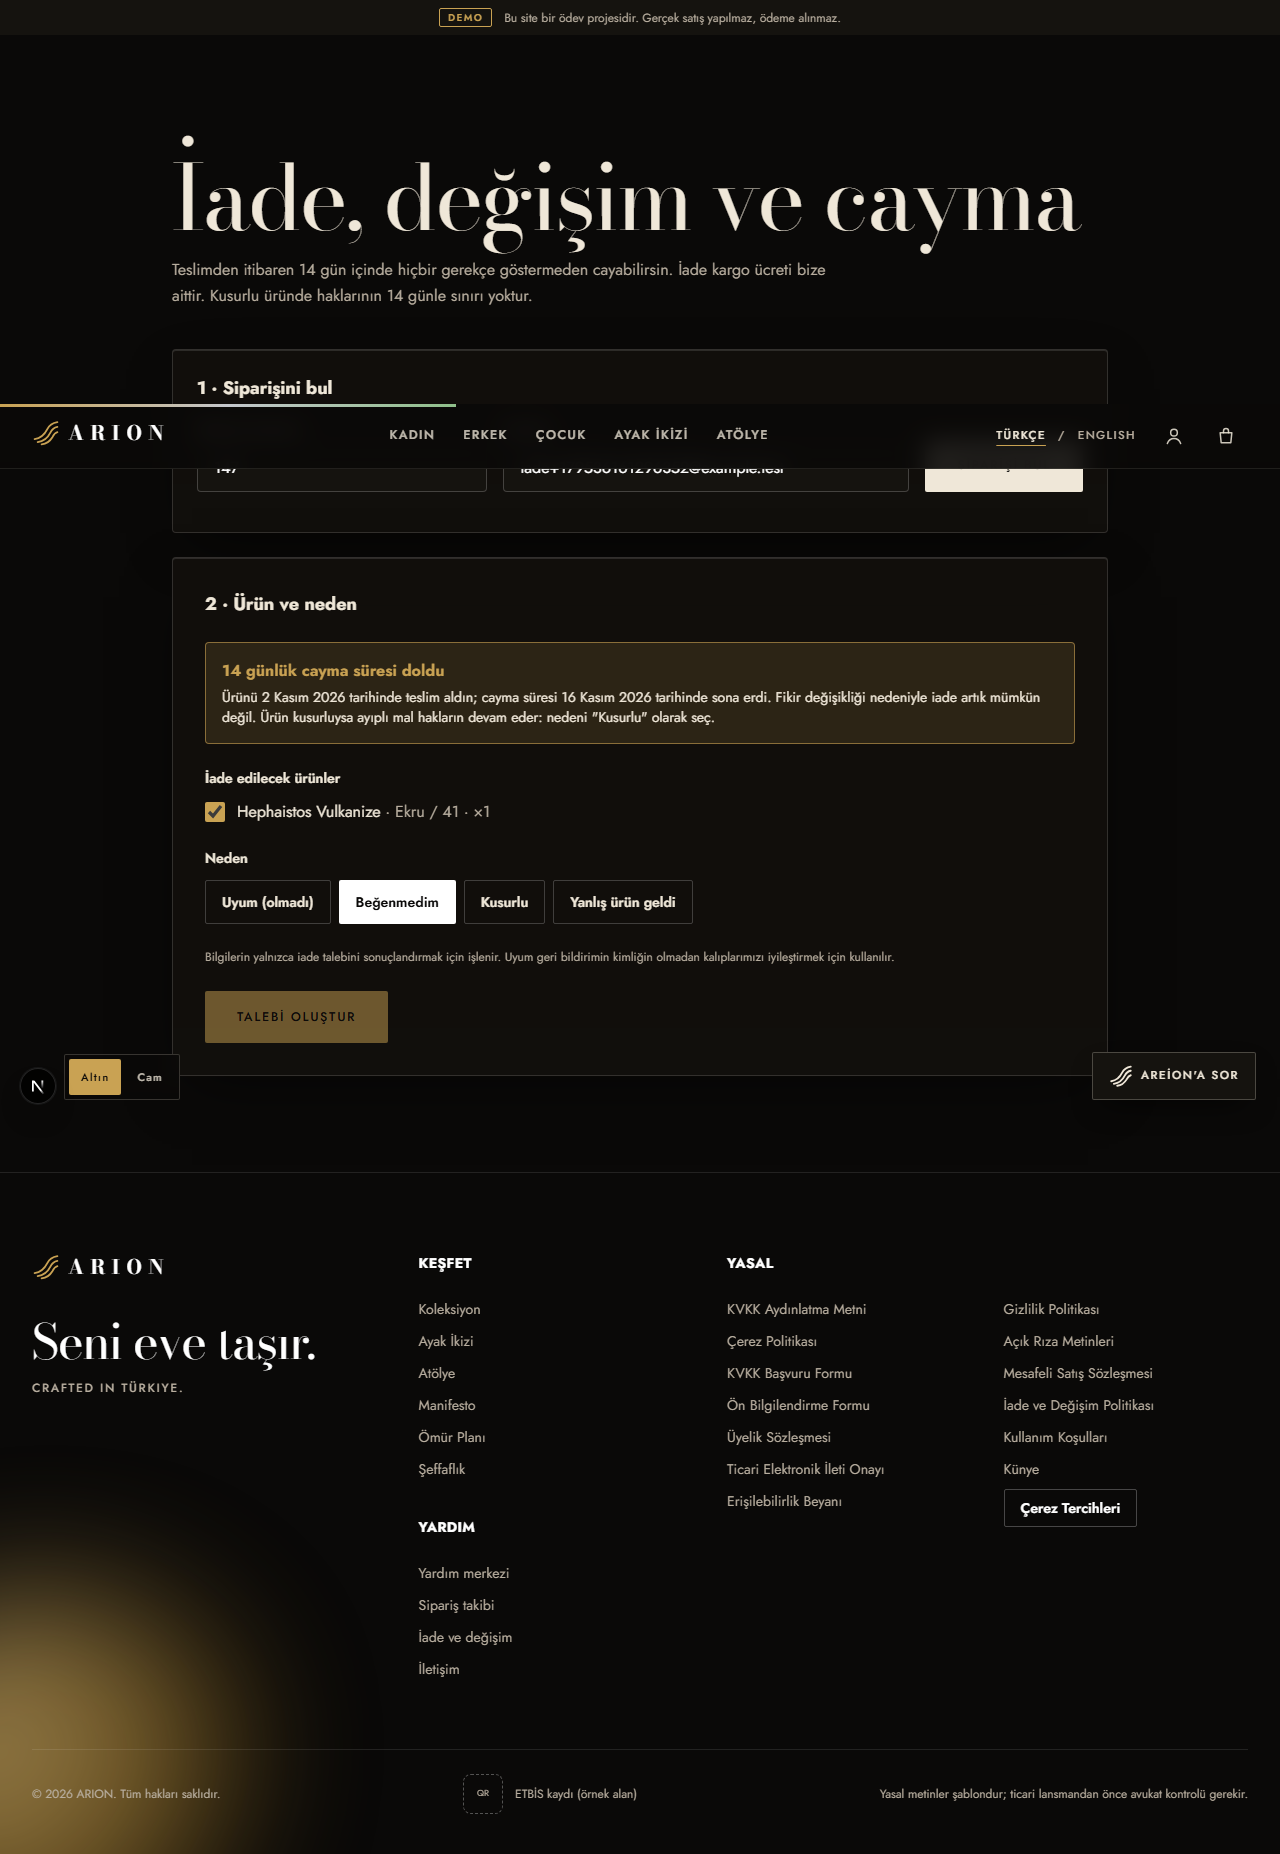 DEMO Bu site bir ödev projesidir. Gerçek satış yapılmaz, ödeme alınmaz.
İade, değişim ve cayma
Teslimden itibaren 14 gün içinde hiçbir gerekçe göstermeden cayabilirsin. İade kargo ücreti bize
aittir. Kusurlu üründe haklarının 14 günle sınırı yoktur.
1 · Siparişini bul
ARION KADIN ERKEK ÇOCUK AYAK İKİZİ ATÖLYE TÜRKÇE / ENGLISH
2 · Ürün ve neden
14 günlük cayma süresi doldu
Ürünü 2 Kasım 2026 tarihinde teslim aldın; cayma süresi 16 Kasım 2026 tarihinde sona erdi. Fikir değişikliği nedeniyle iade artık mümkün
değil. Ürün kusurluysa ayıplı mal hakların devam eder: nedeni "Kusurlu" olarak seç.
İade edilecek ürünler
Hephaistos Vulkanize · Ekru / 41 · ×1
Neden
Uyum (olmadı) Beğenmedim Kusurlu Yanlış ürün geldi
Bilgilerin yalnızca iade talebini sonuçlandırmak için işlenir. Uyum geri bildirimin kimliğin olmadan kalıplarımızı iyileştirmek için kullanılır.
TALEBİ OLUŞTUR
N Altın Cam
AREİON'A SOR
ARION
Seni eve taşır.
CRAFTED IN TÜRKIYE.
KEŞFET
Koleksiyon
Ayak İkizi
Atölye
Manifesto
Ömür Planı
Şeffaflık
YARDIM
Yardım merkezi
Sipariş takibi
İade ve değişim
İletişim
YASAL
KVKK Aydınlatma Metni
Çerez Politikası
KVKK Başvuru Formu
Ön Bilgilendirme Formu
Üyelik Sözleşmesi
Ticari Elektronik İleti Onayı
Erişilebilirlik Beyanı
Gizlilik Politikası
Açık Rıza Metinleri
Mesafeli Satış Sözleşmesi
İade ve Değişim Politikası
Kullanım Koşulları
Künye
Çerez Tercihleri
© 2026 ARION. Tüm hakları saklıdır.
QR ETBİS kaydı (örnek alan)
Yasal metinler şablondur; ticari lansmandan önce avukat kontrolü gerekir.